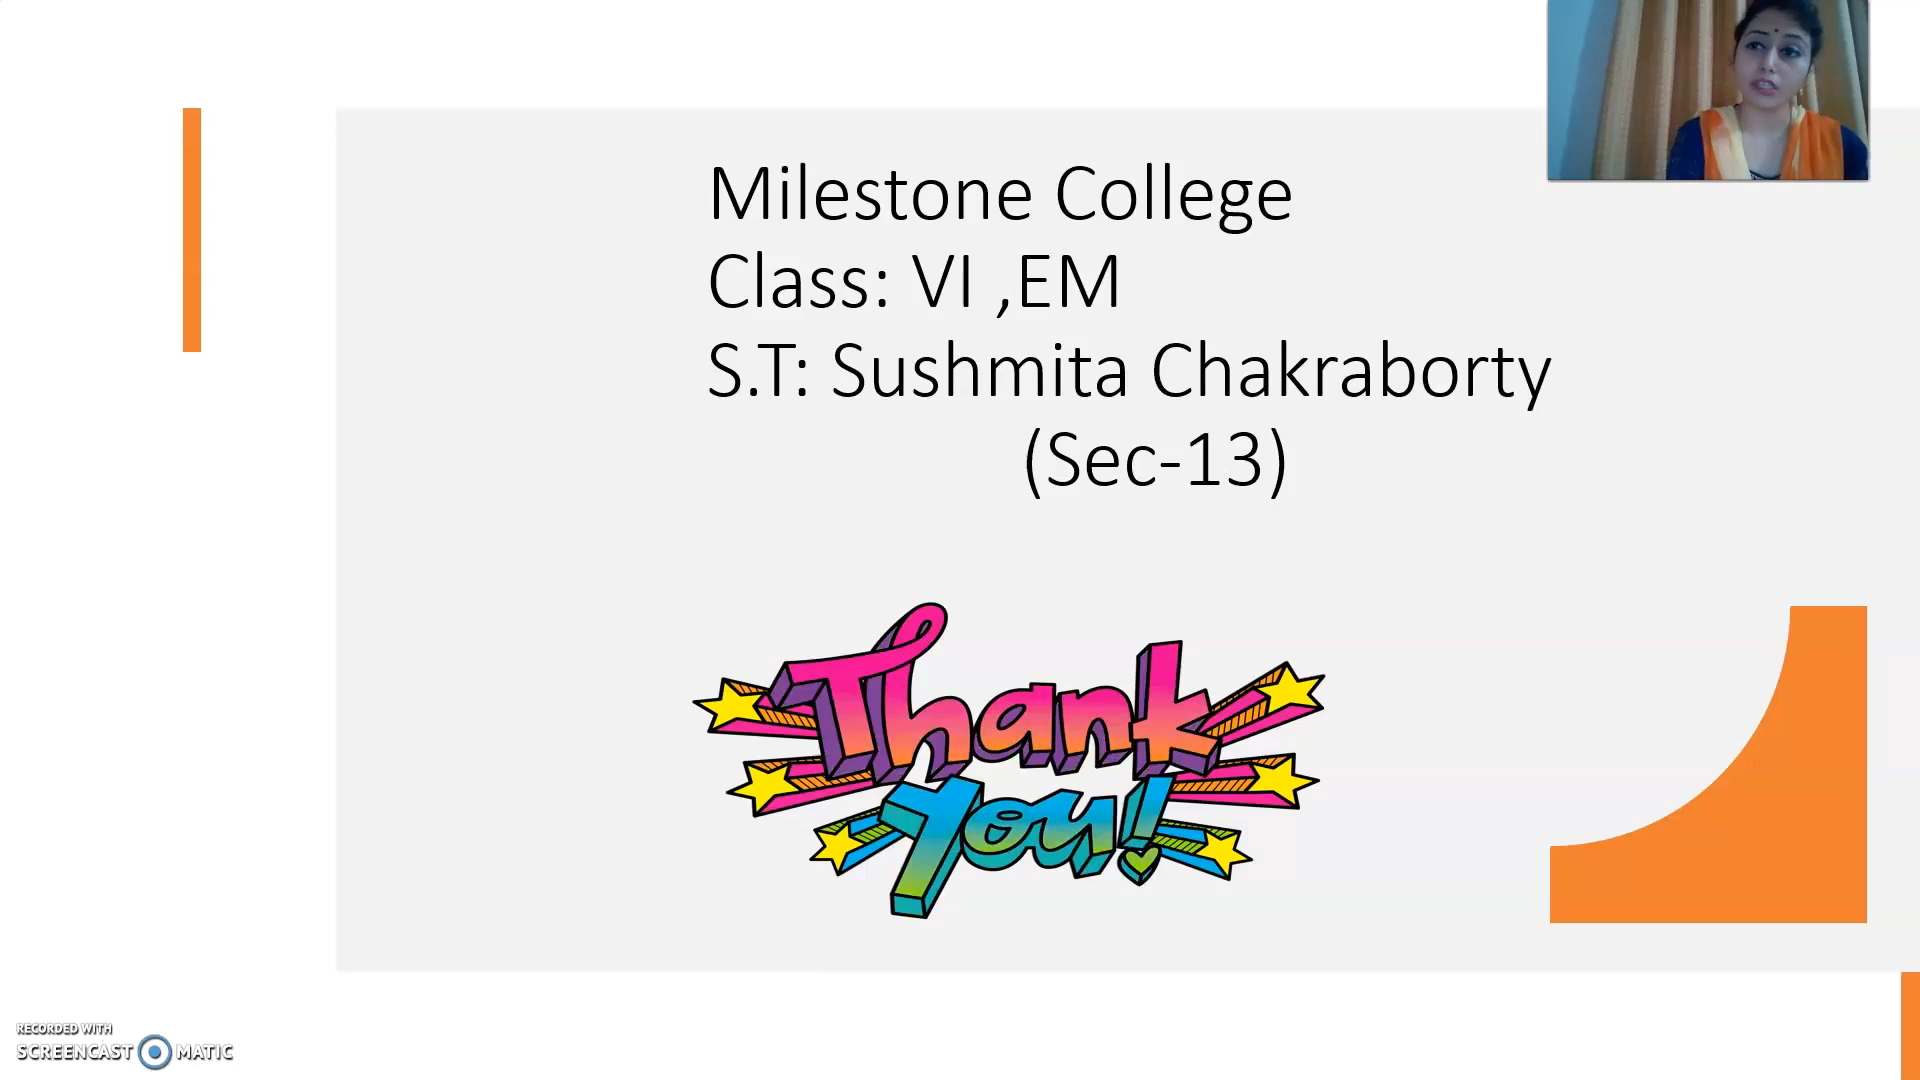 Milestone College
Class: VI ,EM
S.T: Sushmita Chakraborty
(Sec-13)
Thank
You!
RECORDED WITH
SCREENCAST MATIC